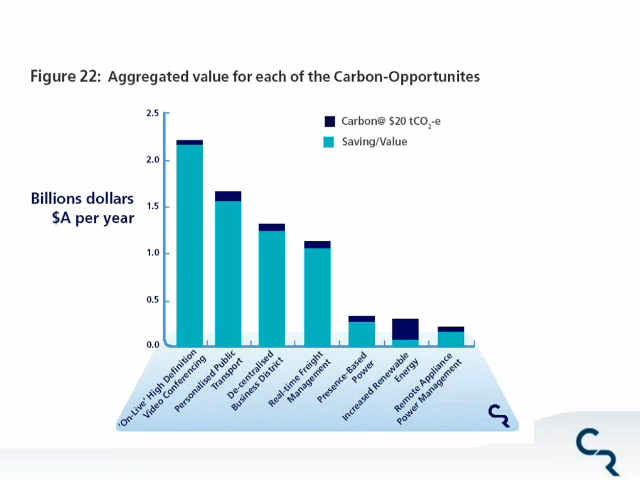 Figure 22: Aggregated value for each of the Carbon-Opportunites
2.5
Carbon@ $20 tCO2-e
Saving/Value
2.0
Billions dollars
$A per year
1.5
1.0
0.5
0.0
'On-Live' High Definition
Video Conferencing
Personalised Public
Transport
De-centralised
Business District
Real-time Freight
Management
Presence-Based
Power
Increased Renewable
Energy
Remote Appliance
Power Management
CR
CR